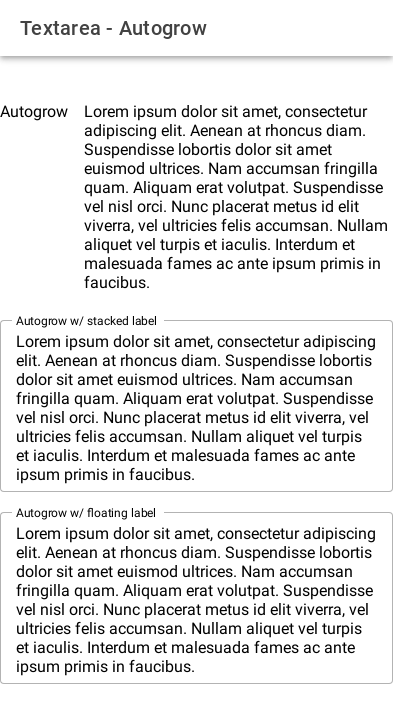 Textarea - Autogrow
Autogrow Lorem ipsum dolor sit amet, consectetur
adipiscing elit. Aenean at rhoncus diam.
Suspendisse lobortis dolor sit amet
euismod ultrices. Nam accumsan fringilla
quam. Aliquam erat volutpat. Suspendisse
vel nisl orci. Nunc placerat metus id elit
viverra, vel ultricies felis accumsan. Nullam
aliquet vel turpis et iaculis. Interdum et
malesuada fames ac ante ipsum primis in
faucibus.
Autogrow w/ stacked label
Lorem ipsum dolor sit amet, consectetur adipiscing
elit. Aenean at rhoncus diam. Suspendisse lobortis
dolor sit amet euismod ultrices. Nam accumsan
fringilla quam. Aliquam erat volutpat. Suspendisse
vel nisl orci. Nunc placerat metus id elit viverra, vel
ultricies felis accumsan. Nullam aliquet vel turpis
et iaculis. Interdum et malesuada fames ac ante
ipsum primis in faucibus.
Autogrow w/ floating label
Lorem ipsum dolor sit amet, consectetur adipiscing
elit. Aenean at rhoncus diam. Suspendisse lobortis
dolor sit amet euismod ultrices. Nam accumsan
fringilla quam. Aliquam erat volutpat. Suspendisse
vel nisl orci. Nunc placerat metus id elit viverra, vel
ultricies felis accumsan. Nullam aliquet vel turpis
et iaculis. Interdum et malesuada fames ac ante
ipsum primis in faucibus.